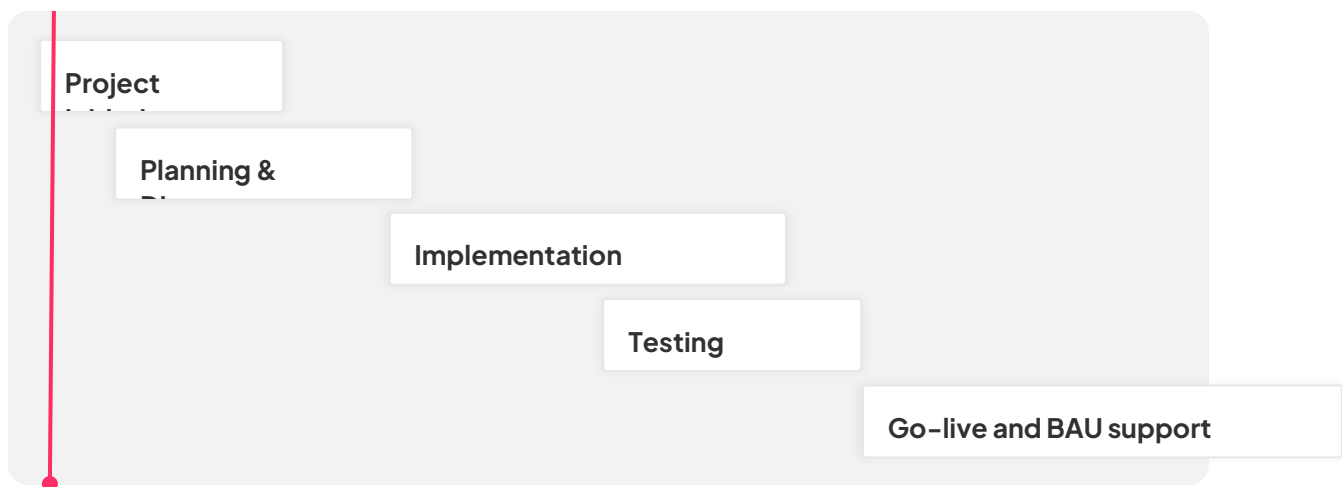 Project
Planning &
Implementation
Testing
Go-live and BAU support